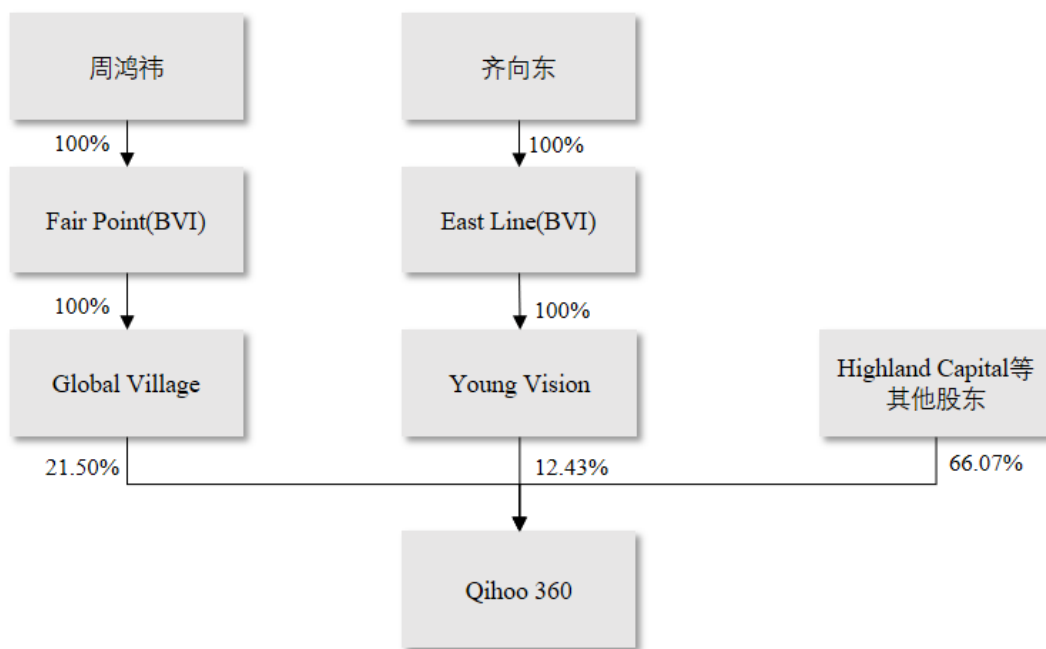 周鸿祎
齐向东
100%
100%
Fair Point(BVI)
East Line(BVI)
100%
100%
Global Village
Young Vision
Highland Capital等
其他股东
21.50%
12.43%
66.07%
Qihoo 360